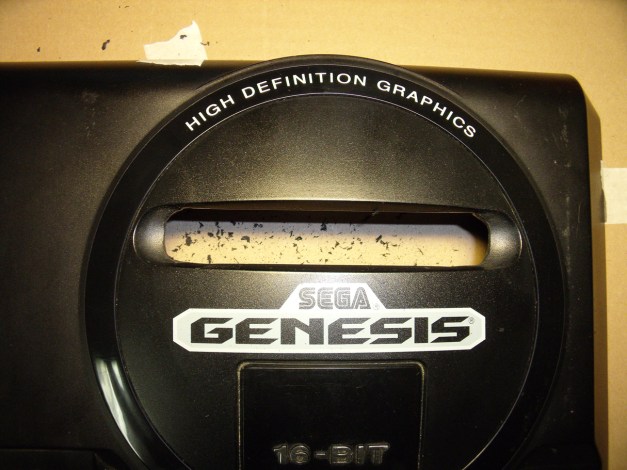 HIGH DEFINITION GRAPHICS
SEGA
GENESIS
16-BIT